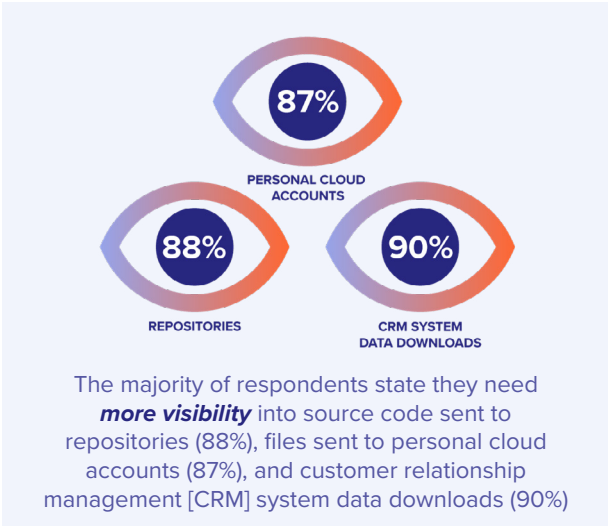 87%
PERSONAL CLOUD
ACCOUNTS
88%
REPOSITORIES
90%
CRM SYSTEM
DATA DOWNLOADS
The majority of respondents state they need
more visibility into source code sent to
repositories (88%), files sent to personal cloud
accounts (87%), and customer relationship
management [CRM] system data downloads (90%)